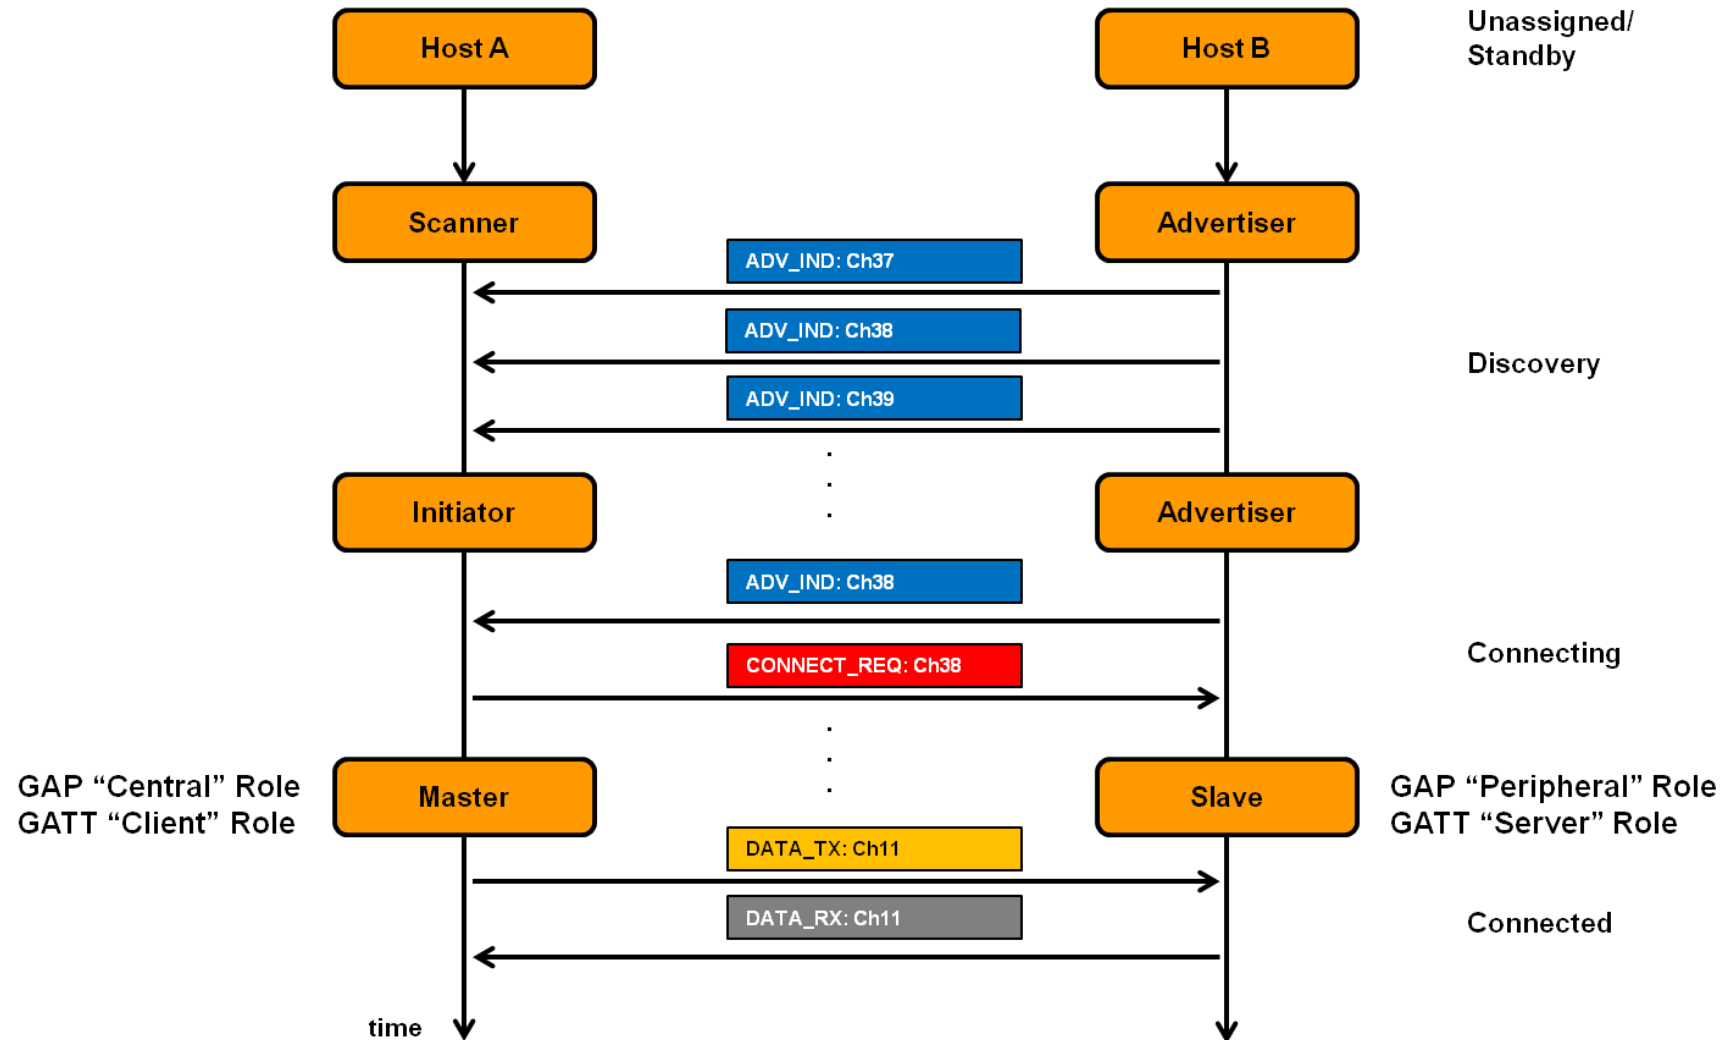 Host A
Host B
Unassigned/
Standby
Scanner
Advertiser
ADV_IND: Ch37
ADV_IND: Ch38
Discovery
ADV_IND: Ch39
Initiator
Advertiser
ADV_IND: Ch38
Connecting
CONNECT_REQ: Ch38
GAP “Central” Role
GATT “Client” Role
Master
Slave
GAP “Peripheral” Role
GATT “Server” Role
DATA_TX: Ch11
DATA_RX: Ch11
Connected
time